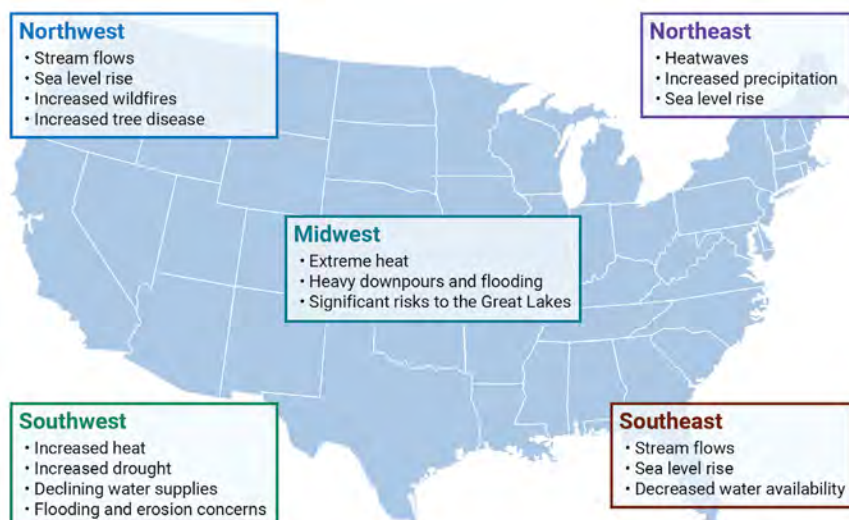 Northwest
• Stream flows
• Sea level rise
• Increased wildfires
• Increased tree disease
Northeast
• Heatwaves
• Increased precipitation
• Sea level rise
Midwest
• Extreme heat
• Heavy downpours and flooding
• Significant risks to the Great Lakes
Southwest
• Increased heat
• Increased drought
• Declining water supplies
• Flooding and erosion concerns
Southeast
• Stream flows
• Sea level rise
• Decreased water availability